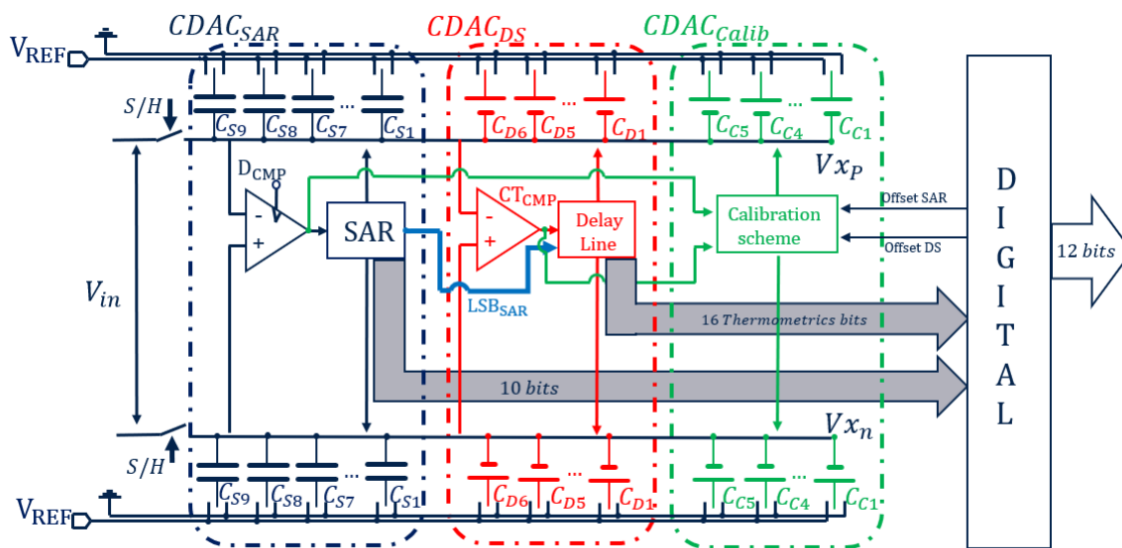 CDAC_SAR CDAC_DS CDAC_Calib
V_REF
S/H
C_S9 C_S8 C_S7 ... C_S1 C_D6 C_D5 ... C_D1 C_C5 C_C4 ... C_C1
Vx_P
D_CMP
CT_CMP
- +
SAR
- +
Delay
Line
Calibration
scheme
Offset SAR
Offset DS
V_in
LSB_SAR
16 Thermometrics bits
10 bits
Vx_n
DIGITAL
12 bits
S/H
C_S9 C_S8 C_S7 ... C_S1 C_D6 C_D5 ... C_D1 C_C5 C_C4 ... C_C1
V_REF